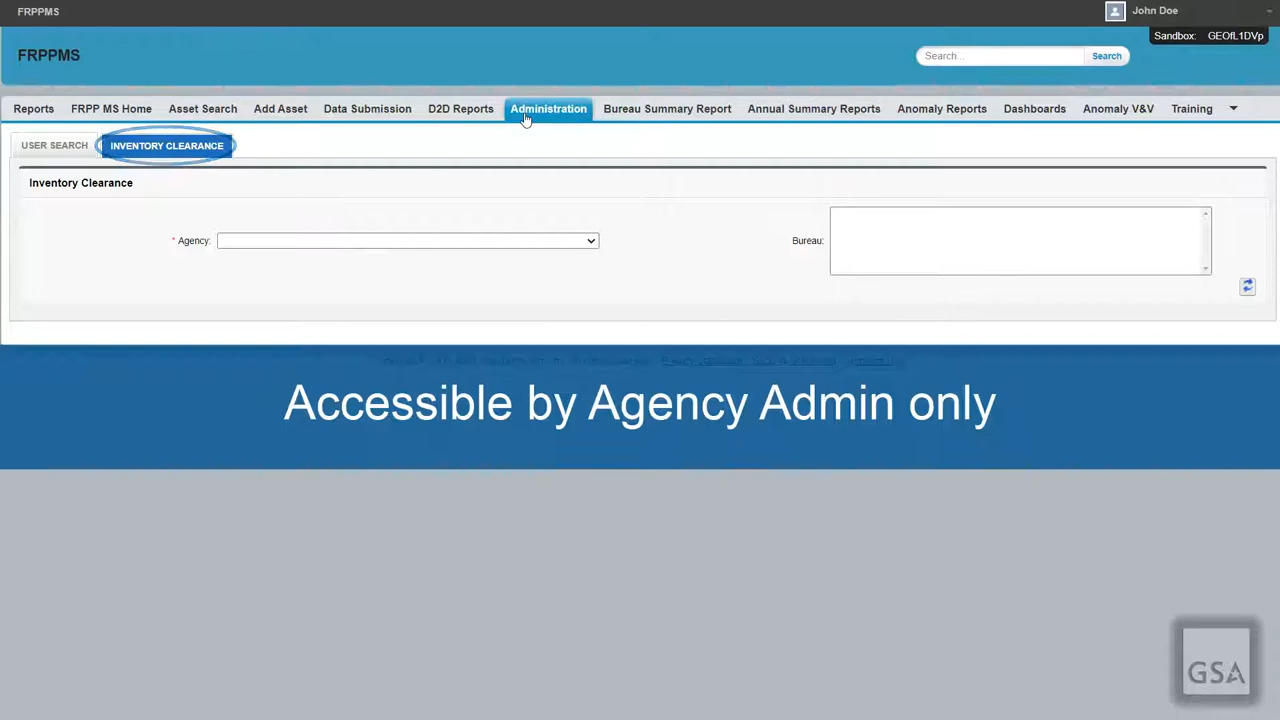 FRPPMS
John Doe
Sandbox: GEOfL1DVp
FRPPMS
Search...
Search
Reports FRPP MS Home Asset Search Add Asset Data Submission D2D Reports Administration Bureau Summary Report Annual Summary Reports Anomaly Reports Dashboards Anomaly V&V Training
USER SEARCH INVENTORY CLEARANCE
Inventory Clearance
* Agency:
Bureau:
Accessible by Agency Admin only
GSA